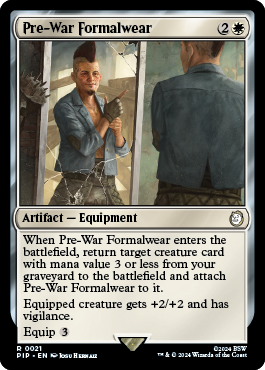 Pre-War Formalwear 2
Artifact — Equipment
When Pre-War Formalwear enters the
battlefield, return target creature card
with mana value 3 or less from your
graveyard to the battlefield and attach
Pre-War Formalwear to it.
Equipped creature gets +2/+2 and has
vigilance.
Equip 3
R 0021
PIP • EN Josu Hernaiz
©2024 BSW
™ & © 2024 Wizards of the Coast